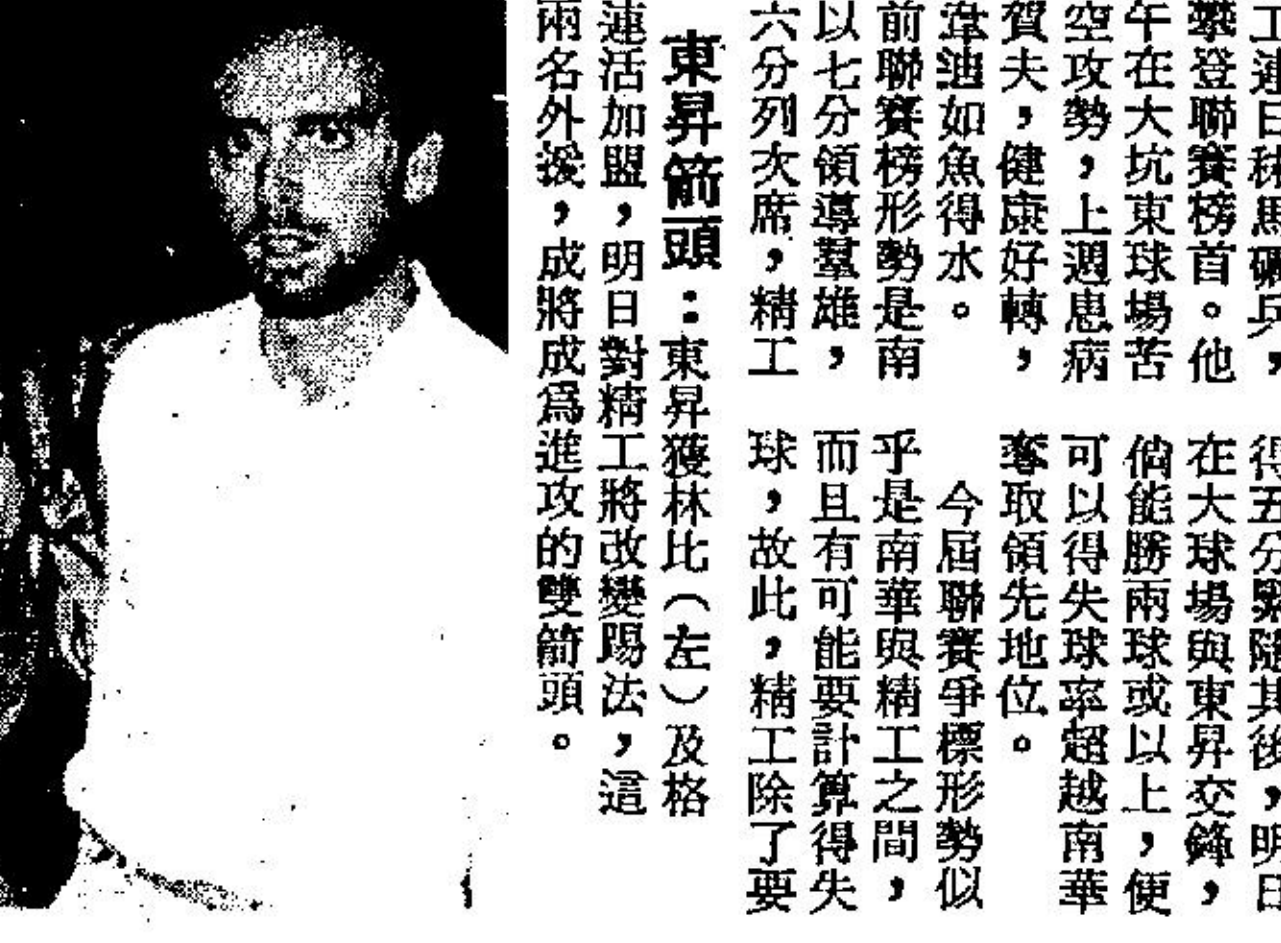 工連日秣馬礪兵，
攀登聯賽榜首。他
午在大坑東球場苦
空攻勢，上週患病
賀夫，健康好轉，
韋迪如魚得水。
前聯賽榜形勢是南
以七分領導羣雄，
六分列次席，精工
得五分緊隨其後，明日
在大球場與東昇交鋒，
倘能勝兩球或以上，便
可以得失球率超越南華
奪取領先地位。
今屆聯賽爭標形勢似
乎是南華與精工之間，
而且有可能要計算得失
球，故此，精工除了要
東昇箭頭：東昇獲林比（左）及格
連活加盟，明日對精工將改變踢法，這
兩名外援，成將成爲進攻的雙箭頭。